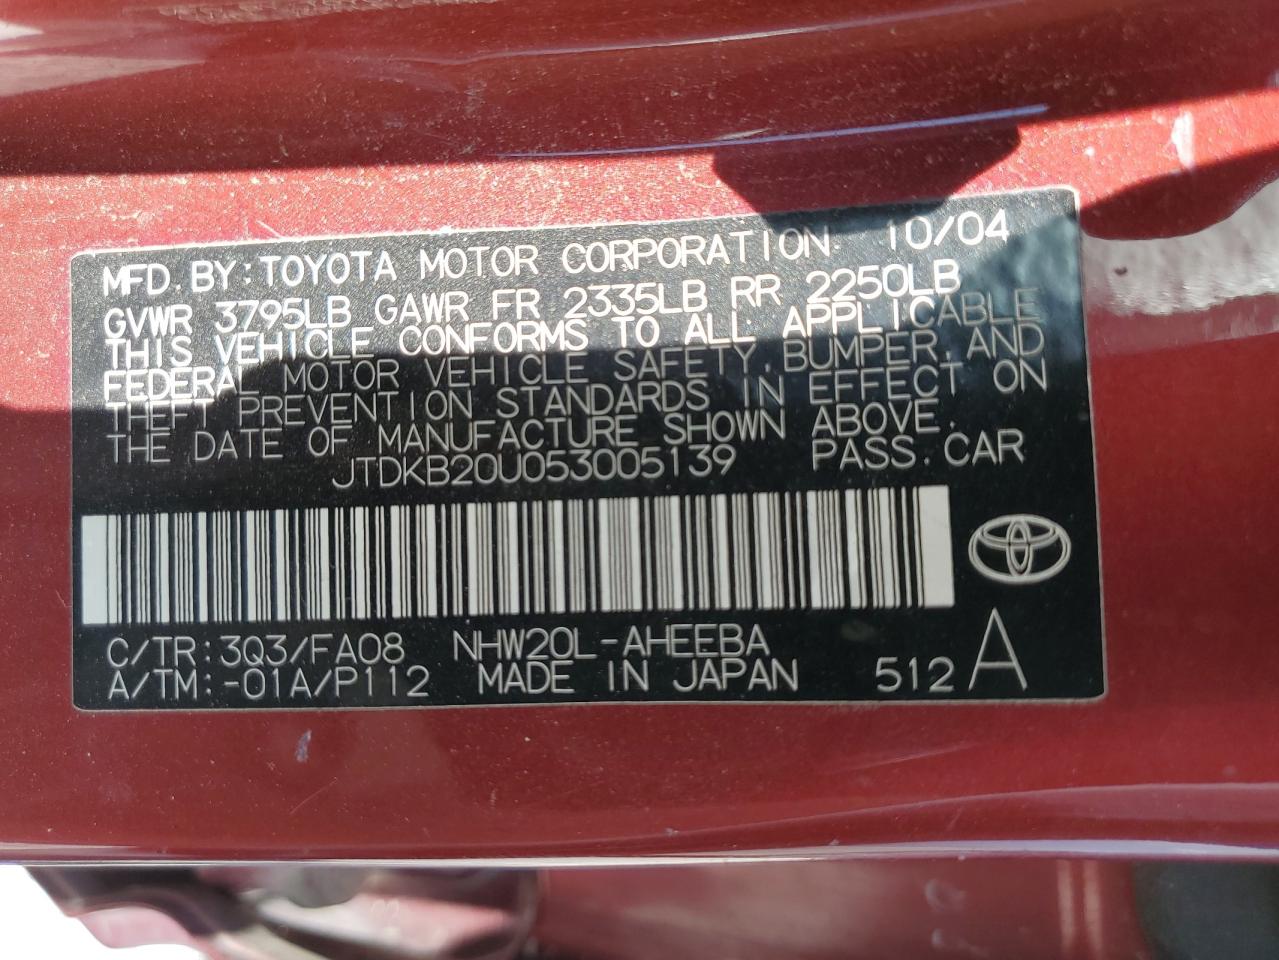 MFD. BY: TOYOTA MOTOR CORPORATION 10/04
GVWR 3795LB GAWR FR 2335LB RR 2250LB
THIS VEHICLE CONFORMS TO ALL APPLICABLE
FEDERAL MOTOR VEHICLE SAFETY, BUMPER, AND
THEFT PREVENTION STANDARDS IN EFFECT ON
THE DATE OF MANUFACTURE SHOWN ABOVE.
JTDKB20U053005139 PASS. CAR
C/TR: 3Q3/FA08 NHW20L-AHEEBA
A/TM: -01A/P112 MADE IN JAPAN 512 A